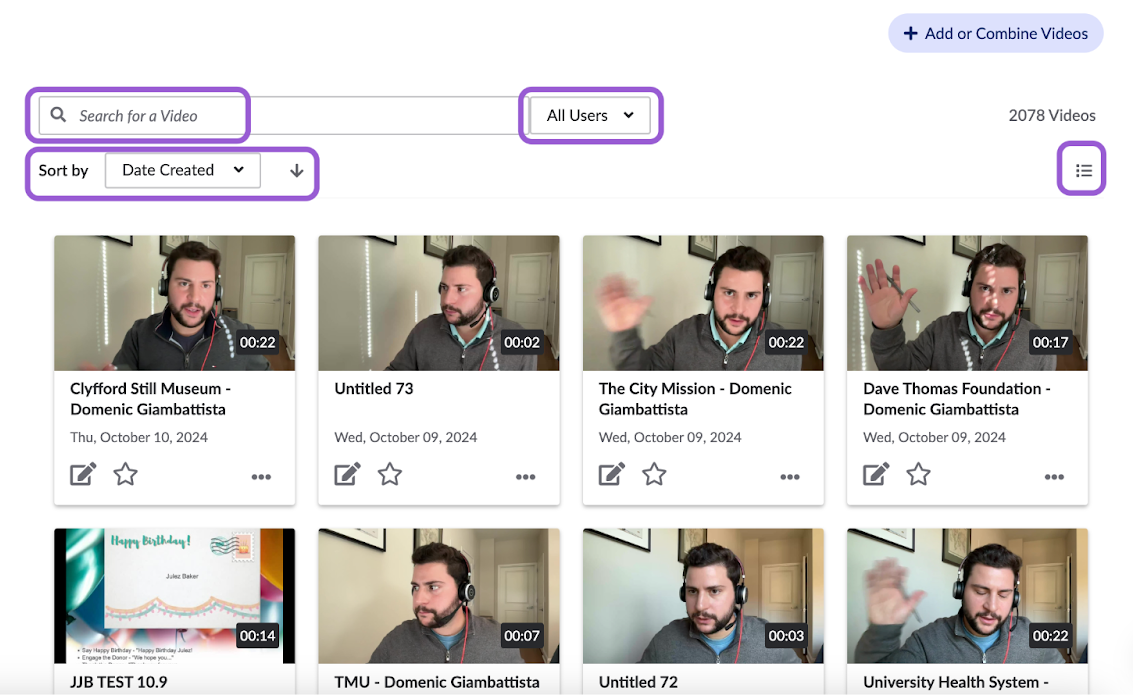 Add or Combine Videos
Search for a Video
All Users
2078 Videos
Sort by
Date Created
00:22
00:02
00:22
00:17
Clyfford Still Museum -
Domenic Giambattista
Untitled 73
The City Mission - Domenic
Giambattista
Dave Thomas Foundation -
Domenic Giambattista
Thu, October 10, 2024
Wed, October 09, 2024
Wed, October 09, 2024
Wed, October 09, 2024
Happy Birthday!
Julez Baker
• Say Happy Birthday - "Happy Birthday Julez!
• Engage the Donor - "We hope you..."
00:14
00:07
00:03
00:22
JJB TEST 10.9
TMU - Domenic Giambattista
Untitled 72
University Health System -